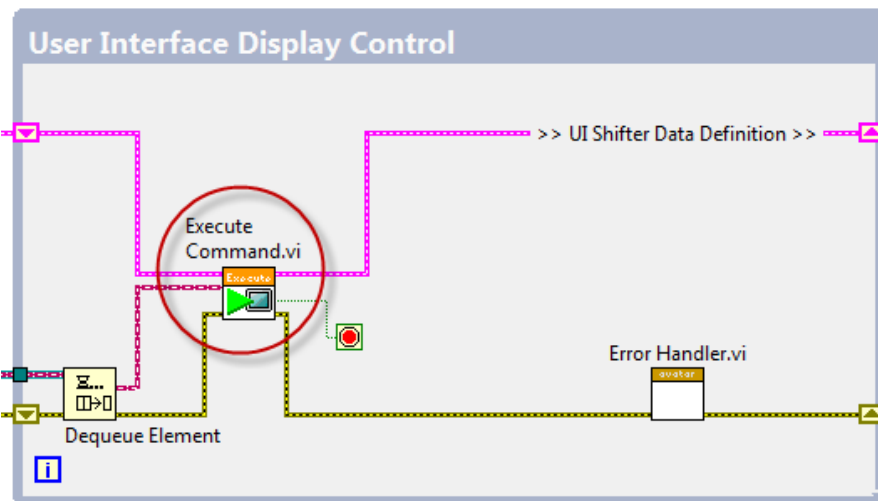 User Interface Display Control
>> UI Shifter Data Definition >>
Execute
Command.vi
Execute
Error Handler.vi
avatar
Dequeue Element
i